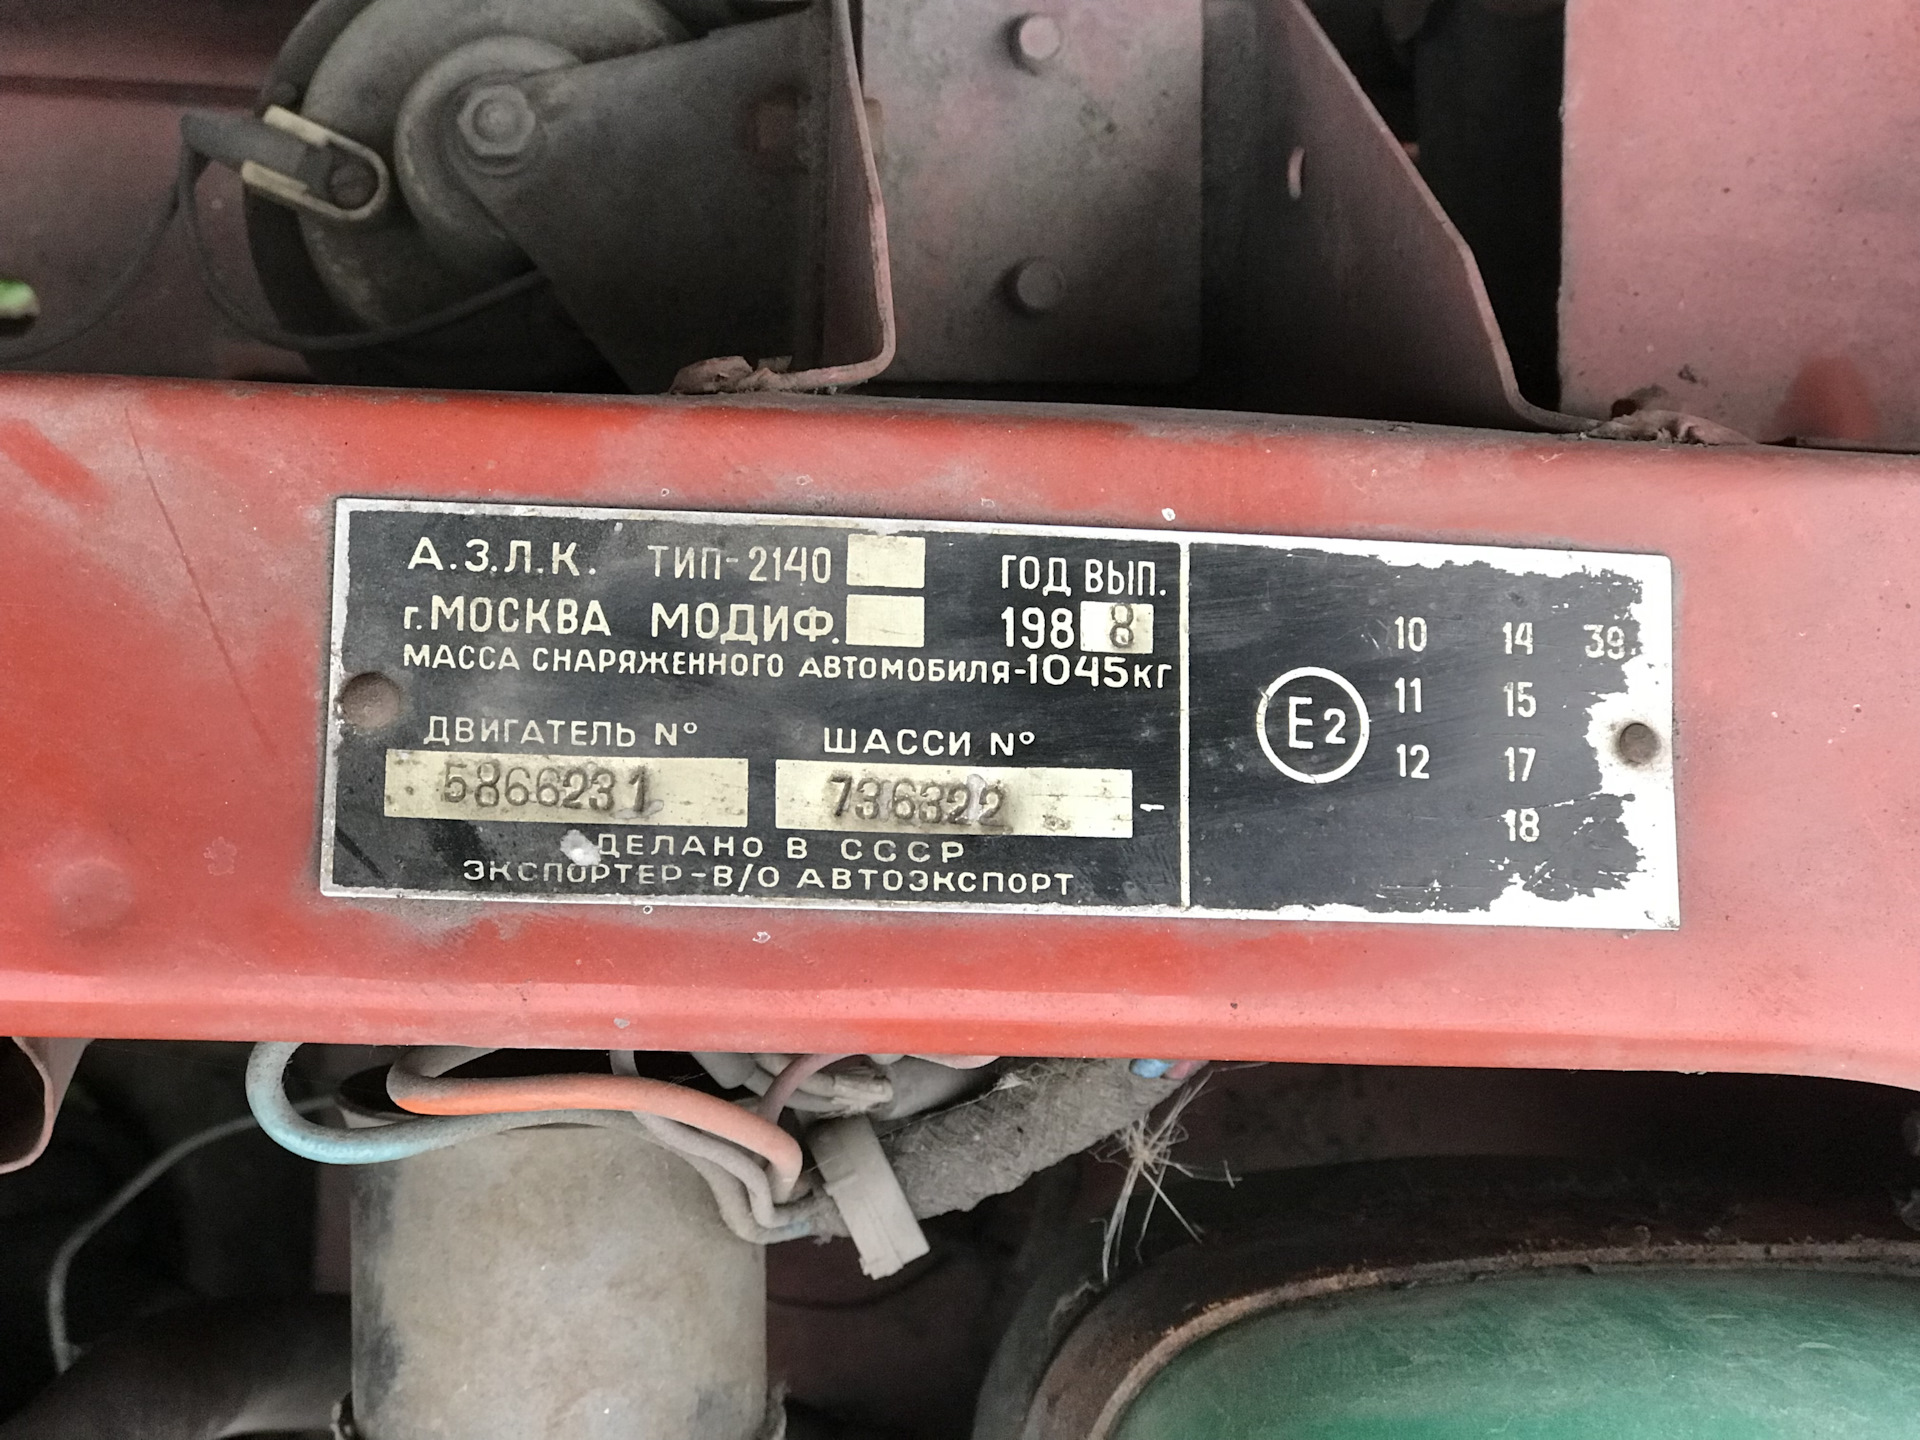 А.З.Л.К. ТИП-2140 ГОД ВЫП.
г. МОСКВА МОДИФ. 1988
МАССА СНАРЯЖЕННОГО АВТОМОБИЛЯ-1045кг
ДВИГАТЕЛЬ № ШАССИ №
5866231 736322 -
ДЕЛАНО В СССР
ЭКСПОРТЕР-В/О АВТОЭКСПОРТ
10 14 39
E2 11 15
12 17
18